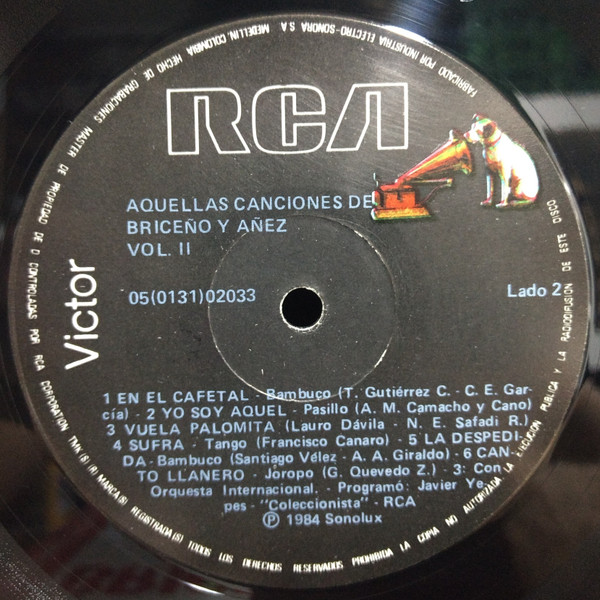 RCA
AQUELLAS CANCIONES DE
BRICEÑO Y AÑEZ
VOL. II
05(0131)02033
Lado 2
Victor
1 EN EL CAFETAL - Bambuco (T. Gutiérrez C. - C. E. Gar-
cía) - 2 YO SOY AQUEL - Pasillo (A. M. Camacho y Cano)
3 VUELA PALOMITA (Lauro Dávila - N. E. Safadi R.)
4 SUFRA - Tango (Francisco Canaro) - 5 LA DESPEDI-
DA - Bambuco (Santiago Vélez - A. A. Giraldo) - 6 CAN-
TO LLANERO - Joropo (G. Quevedo Z.) - 3: Con
Orquesta Internacional. - Programó: Javier Ye-
pes - "Coleccionista" - RCA
Ⓟ 1984 Sonolux
FABRICADO POR INDUSTRIA ELECTRO-SONORA S A MEDELLIN, COLOMBIA HECHO DE GRABACIONES MASTER DE PROPIEDAD DE O CONTROLADAS POR RCA CORPORATION TMK(S) (R) MARCA(S) REGISTRADA(S) TODOS LOS DERECHOS RESERVADOS PROHIBIDA LA COPIA NO AUTORIZADA LA EJECUCION PUBLICA Y LA RADIODIFUSION DE ESTE DISCO